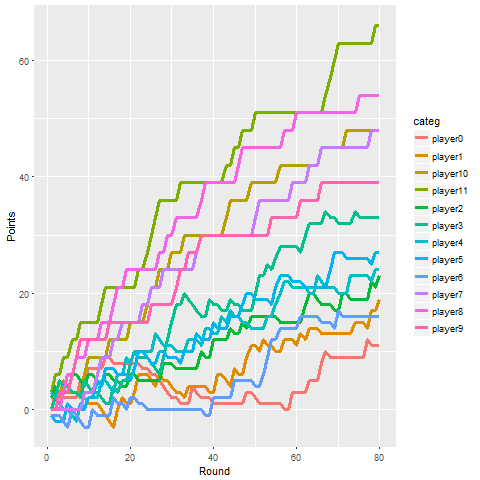 60
40
20
0
Points
0
20
40
60
80
Round
categ
player0
player1
player10
player11
player2
player3
player4
player5
player6
player7
player8
player9